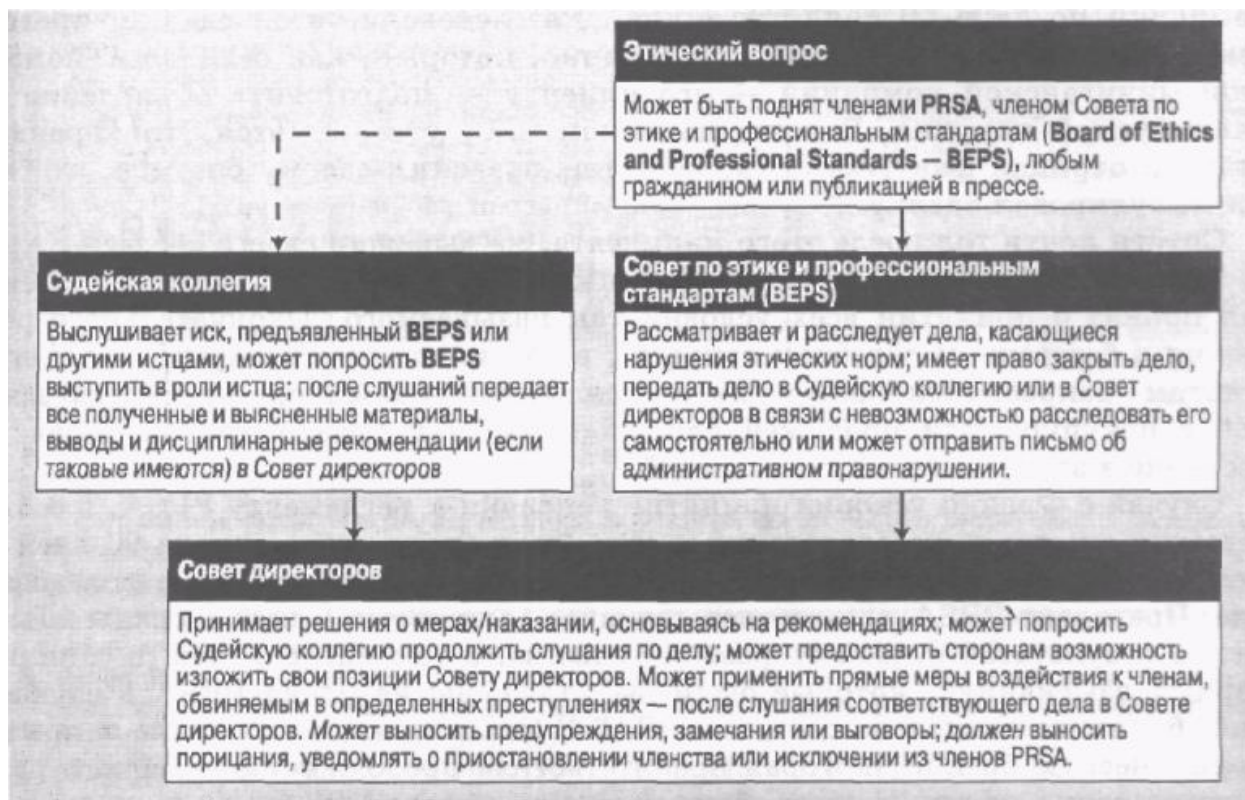 Этический вопрос
Может быть поднят членами PRSA, членом Совета по
этике и профессиональным стандартам (Board of Ethics
and Professional Standards — BEPS), любым
гражданином или публикацией в прессе.
Судейская коллегия
Выслушивает иск, предъявленный BEPS или
другими истцами, может попросить BEPS
выступить в роли истца; после слушаний передает
все полученные и выясненные материалы,
выводы и дисциплинарные рекомендации (если
таковые имеются) в Совет директоров
Совет по этике и профессиональным
стандартам (BEPS)
Рассматривает и расследует дела, касающиеся
нарушения этических норм; имеет право закрыть дело,
передать дело в Судейскую коллегию или в Совет
директоров в связи с невозможностью расследовать его
самостоятельно или может отправить письмо об
административном правонарушении.
Совет директоров
Принимает решения о мерах/наказании, основываясь на рекомендациях; может попросить
Судейскую коллегию продолжить слушания по делу; может предоставить сторонам возможность
изложить свои позиции Совету директоров. Может применить прямые меры воздействия к членам,
обвиняемым в определенных преступлениях — после слушания соответствующего дела в Совете
директоров. Может выносить предупреждения, замечания или выговоры; должен выносить
порицания, уведомлять о приостановлении членства или исключении из членов PRSA.